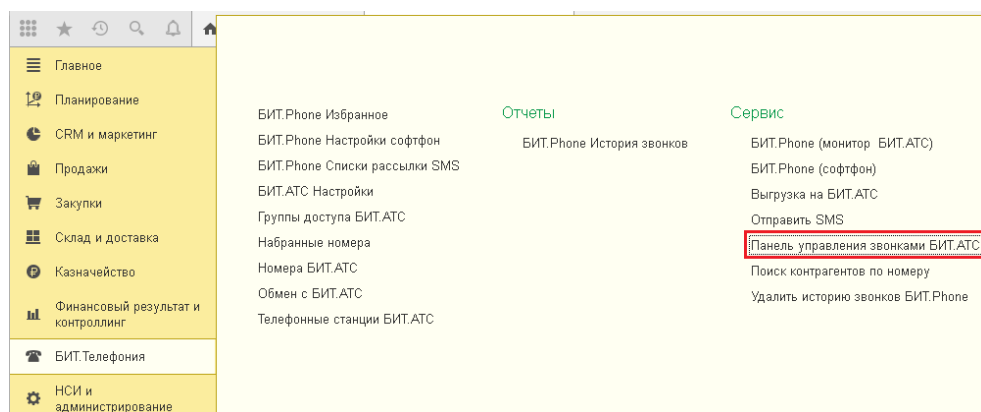 Главное
Планирование
CRM и маркетинг
Продажи
Закупки
Склад и доставка
Казначейство
Финансовый результат и
контроллинг
БИТ.Телефония
НСИ и
администрирование
БИТ.Phone Избранное
БИТ.Phone Настройки софтфон
БИТ.Phone Списки рассылки SMS
БИТ.АТС Настройки
Группы доступа БИТ.АТС
Набранные номера
Номера БИТ.АТС
Обмен с БИТ.АТС
Телефонные станции БИТ.АТС
Отчеты
БИТ.Phone История звонков
Сервис
БИТ.Phone (монитор БИТ.АТС)
БИТ.Phone (софтфон)
Выгрузка на БИТ.АТС
Отправить SMS
Панель управления звонками БИТ.АТС
Поиск контрагентов по номеру
Удалить историю звонков БИТ.Phone